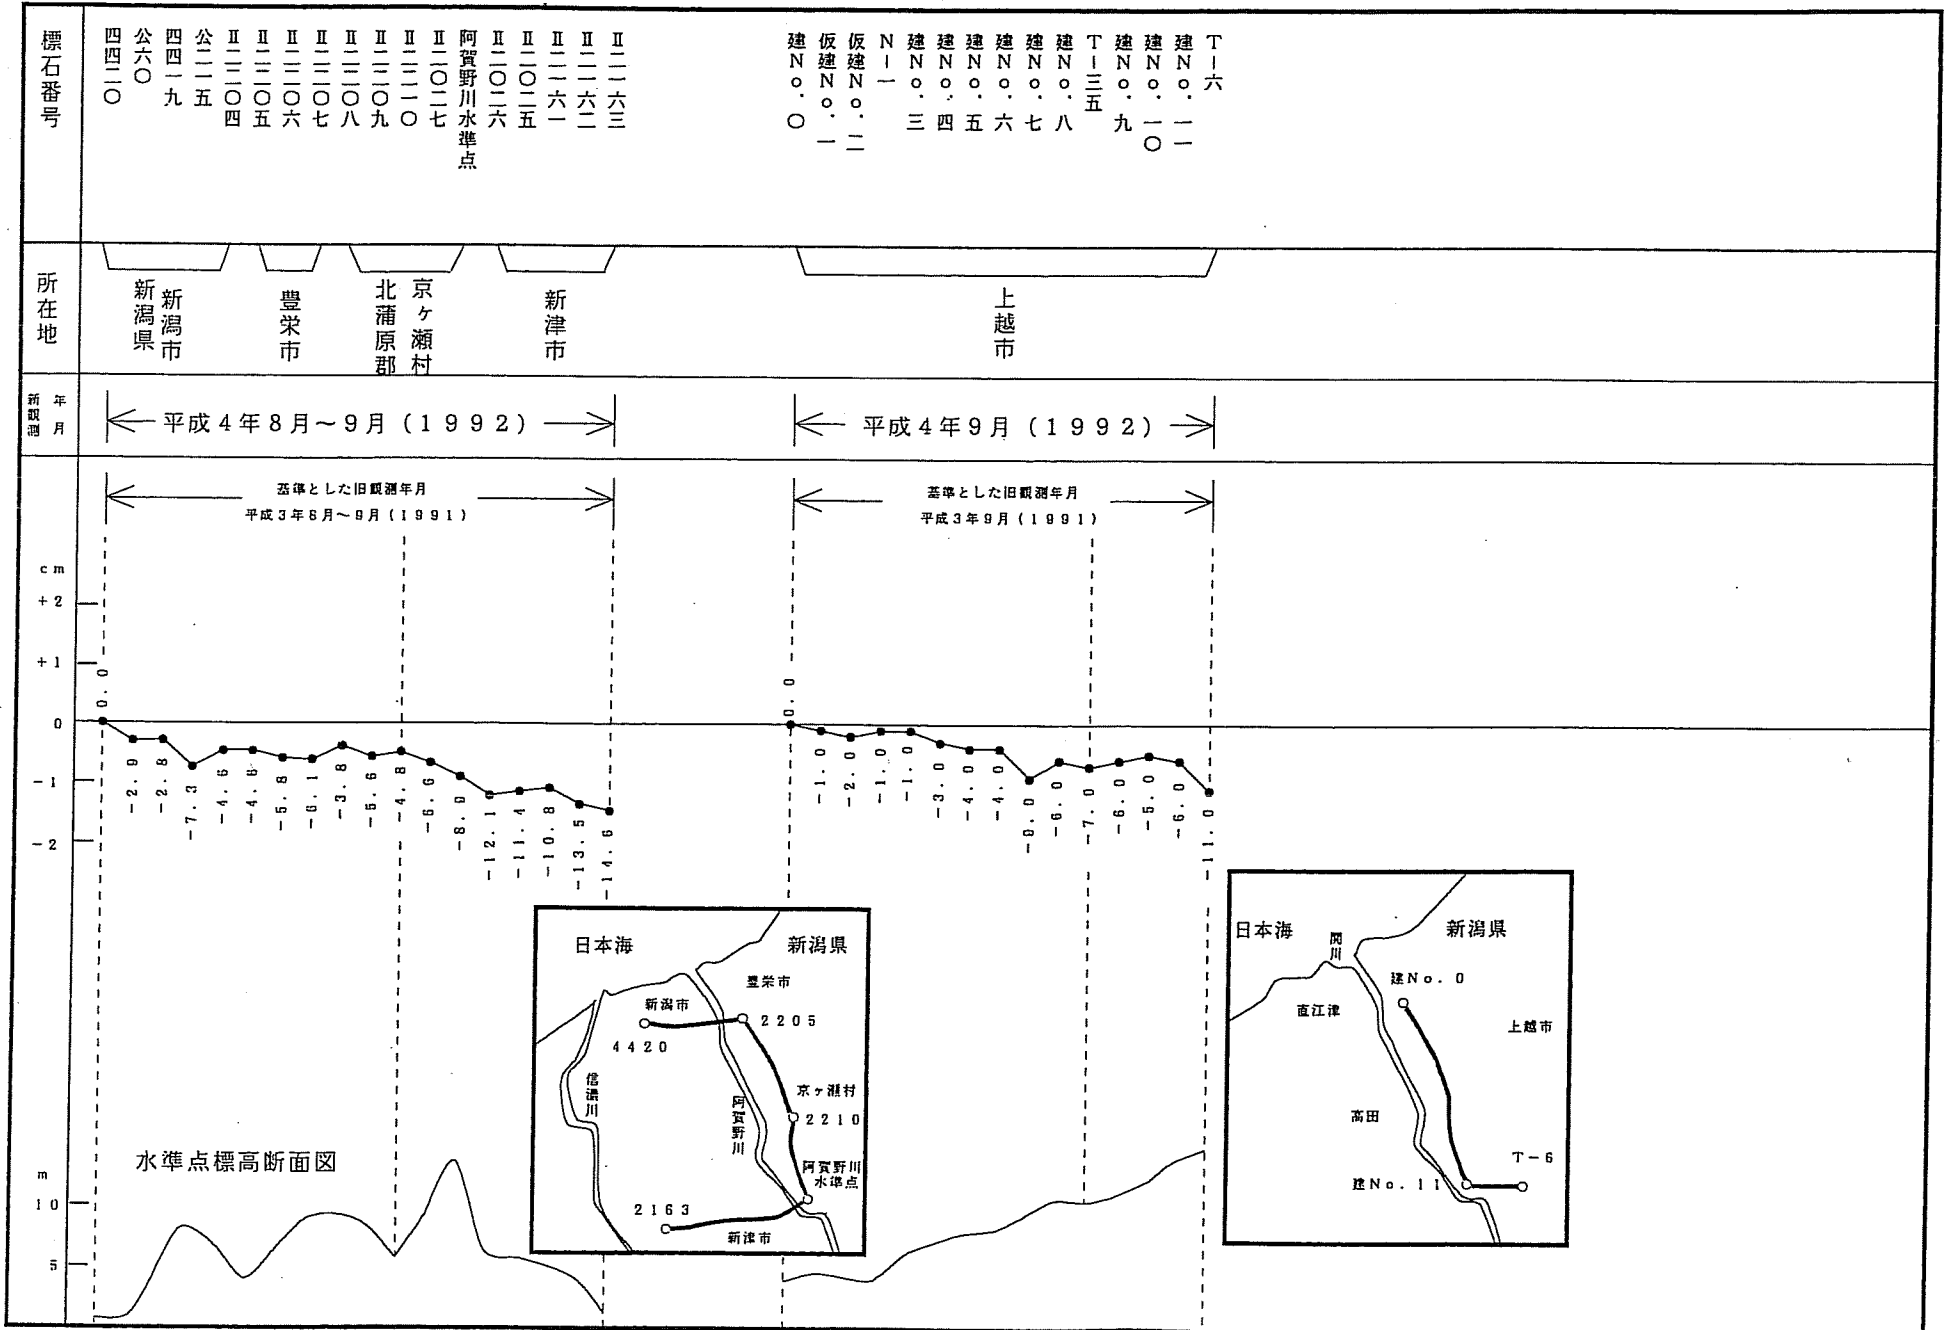 標石番号
四四二〇
公六〇
四四一九
公二一五
Ⅱ二二〇四
Ⅱ二二〇五
Ⅱ二二〇六
Ⅱ二二〇七
Ⅱ二二〇八
Ⅱ二二〇九
Ⅱ二二一〇
Ⅱ二〇二七
阿賀野川水準点
Ⅱ二〇二六
Ⅱ二〇二五
Ⅱ二一六一
Ⅱ二一六二
Ⅱ二一六三
建No.〇
仮建No.一
仮建No.二
N-一
建No.三
建No.四
建No.五
建No.六
建No.七
建No.八
T-三五
建No.九
建No.一〇
建No.一一
T-六
所在地
新潟県
新潟市
豊栄市
北蒲原郡
京ヶ瀬村
新津市
上越市
新観測
年月
平成4年8月～9月(1992)
平成4年9月(1992)
基準とした旧観測年月
平成3年6月～9月(1991)
基準とした旧観測年月
平成3年9月(1991)
cm
+2
+1
0
-1
-2
0.0
-2.9
-2.8
-7.3
-4.6
-4.6
-5.8
-6.1
-3.8
-5.6
-4.8
-6.6
-8.9
-12.1
-11.4
-10.8
-13.5
-14.6
0.0
-1.0
-2.0
-1.0
-1.0
-3.0
-4.0
-4.0
-9.0
-6.0
-7.0
-6.0
-5.0
-6.0
11.0
水準点標高断面図
m
10
5
日本海
新潟県
豊栄市
新潟市
2205
4420
信濃川
阿賀野川
京ヶ瀬村
2210
阿賀野川
水準点
2163
新津市
日本海
関川
新潟県
建No.0
直江津
上越市
高田
T-6
建No.11